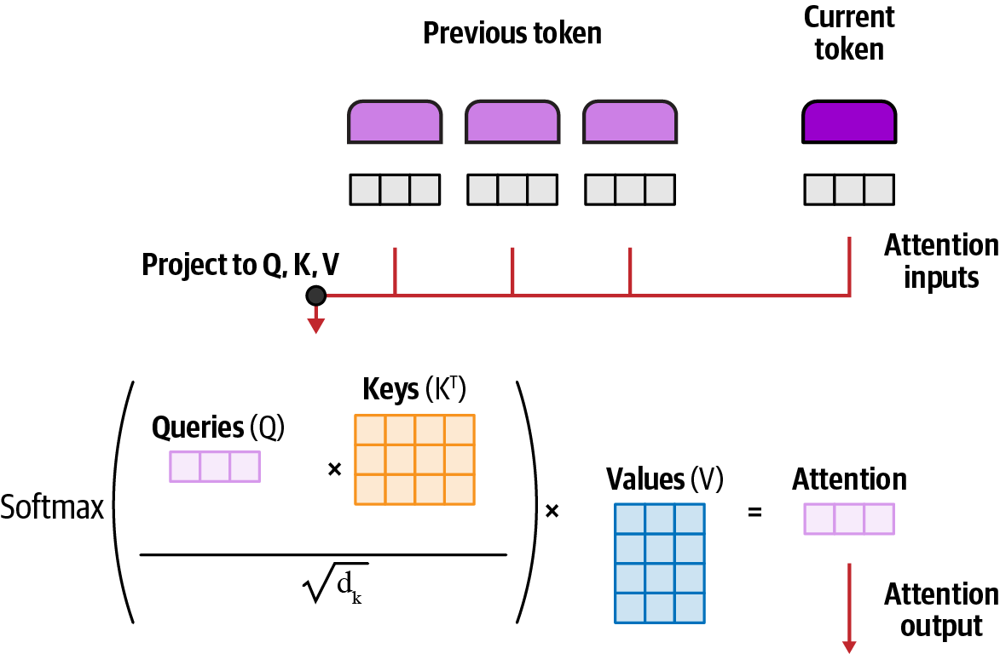 Previous token
Current
token
Project to Q, K, V
Attention
inputs
Keys (Kᵀ)
Queries (Q)
×
Softmax
√dₖ
×
Values (V)
=
Attention
Attention
output